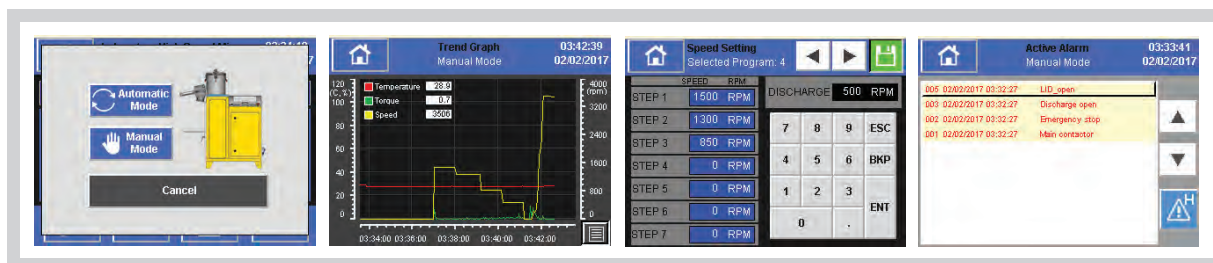 03:34:18
Automatic
Mode
Manual
Mode
Cancel
Trend Graph
Manual Mode
03:42:39
02/02/2017
120
(C,%)
100
80
60
40
20
0
Temperature 28.9
Torque 0.7
Speed 3506
4000
(rpm)
3200
2400
1600
800
0
03:34:00 03:36:00 03:38:00 03:40:00 03:42:00
Speed Setting
Selected Program: 4
SPEED RPM
STEP 1 1500 RPM
STEP 2 1300 RPM
STEP 3 850 RPM
STEP 4 0 RPM
STEP 5 0 RPM
STEP 6 0 RPM
STEP 7 0 RPM
DISCHARGE 500 RPM
7 8 9 ESC
4 5 6 BKP
1 2 3
ENT
0 .
Active Alarm
Manual Mode
03:33:41
02/02/2017
005 02/02/2017 03:32:27 LID_open
003 02/02/2017 03:32:27 Discharge open
002 02/02/2017 03:32:27 Emergency stop
001 02/02/2017 03:32:27 Main contactor
H